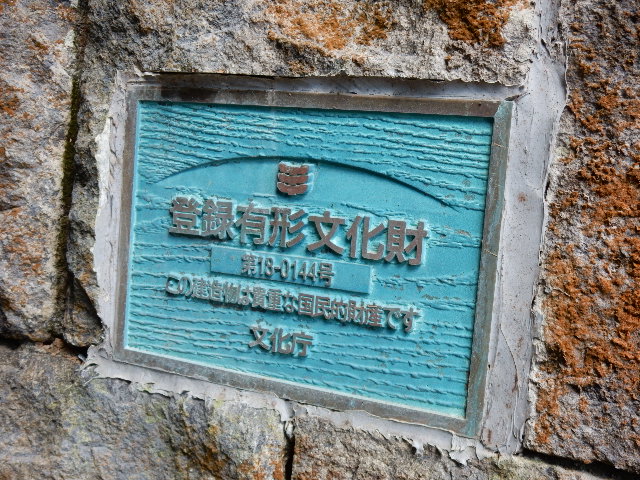 登録有形文化財
第13-0144号
この建造物は貴重な国民的財産です
文化庁